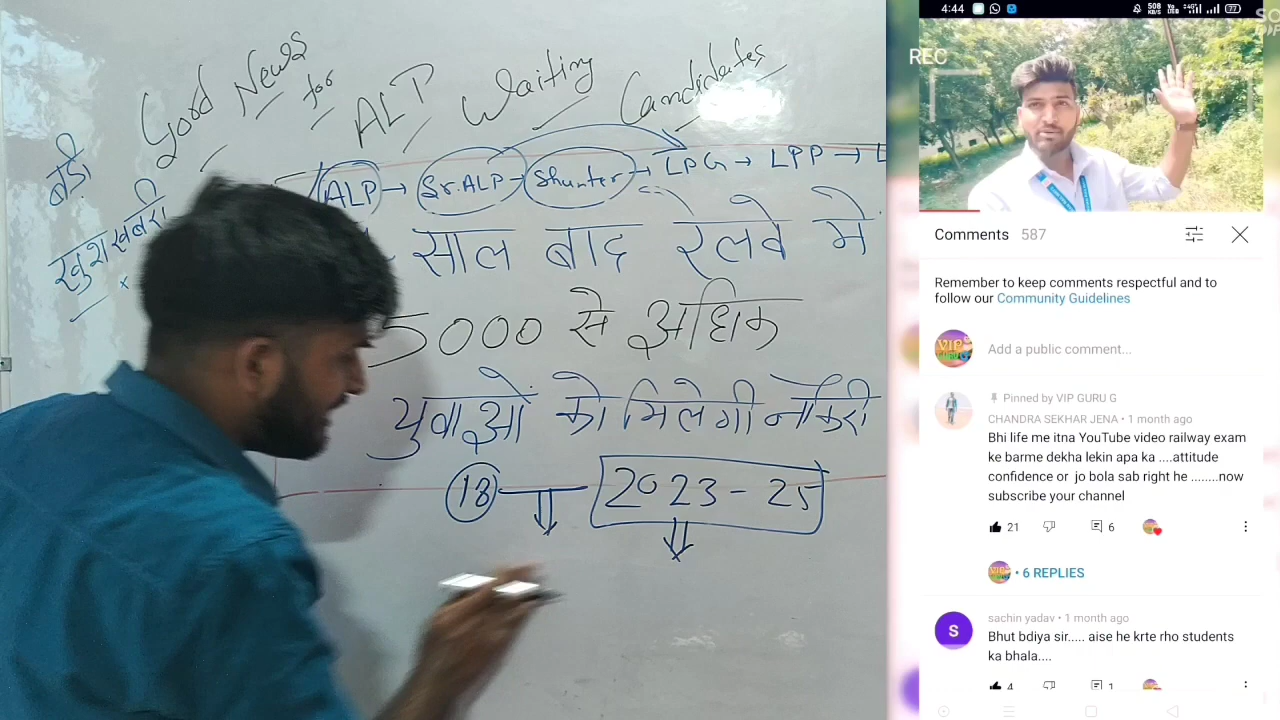 Good News for ALP Waiting Candidates
बड़ी
खुशखबरी
ALP → Sr.ALP → Shunter → LPG → LPP → L
साल बाद रेलवे में
5000 से अधिक
युवाओं को मिलेगी नौकरी
18 2023-25
4:44
508 KB/S
77
REC
Comments 587
Remember to keep comments respectful and to
follow our Community Guidelines
Add a public comment...
Pinned by VIP GURU G
CHANDRA SEKHAR JENA • 1 month ago
Bhi life me itna YouTube video railway exam
ke barme dekha lekin apa ka ....attitude
confidence or jo bola sab right he ........now
subscribe your channel
21 6
• 6 REPLIES
S
sachin yadav • 1 month ago
Bhut bdiya sir..... aise he krte rho students
ka bhala....
4 1